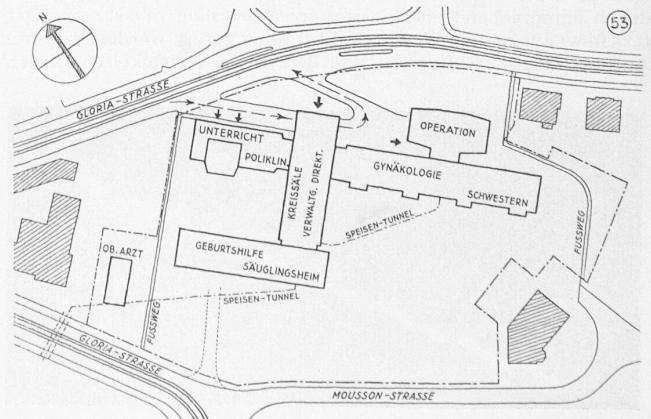 N
53
GLORIA-STRASSE
UNTERRICHT
POLIKLIN.
OPERATION
GYNÄKOLOGIE
SCHWESTERN
KREISSÄLE
VERWALTG. DIREKT.
SPEISEN-TUNNEL
FUSSWEG
OB. ARZT
GEBURTSHILFE
SÄUGLINGSHEIM
SPEISEN-TUNNEL
FUSSWEG
GLORIA-STRASSE
MOUSSON-STRASSE